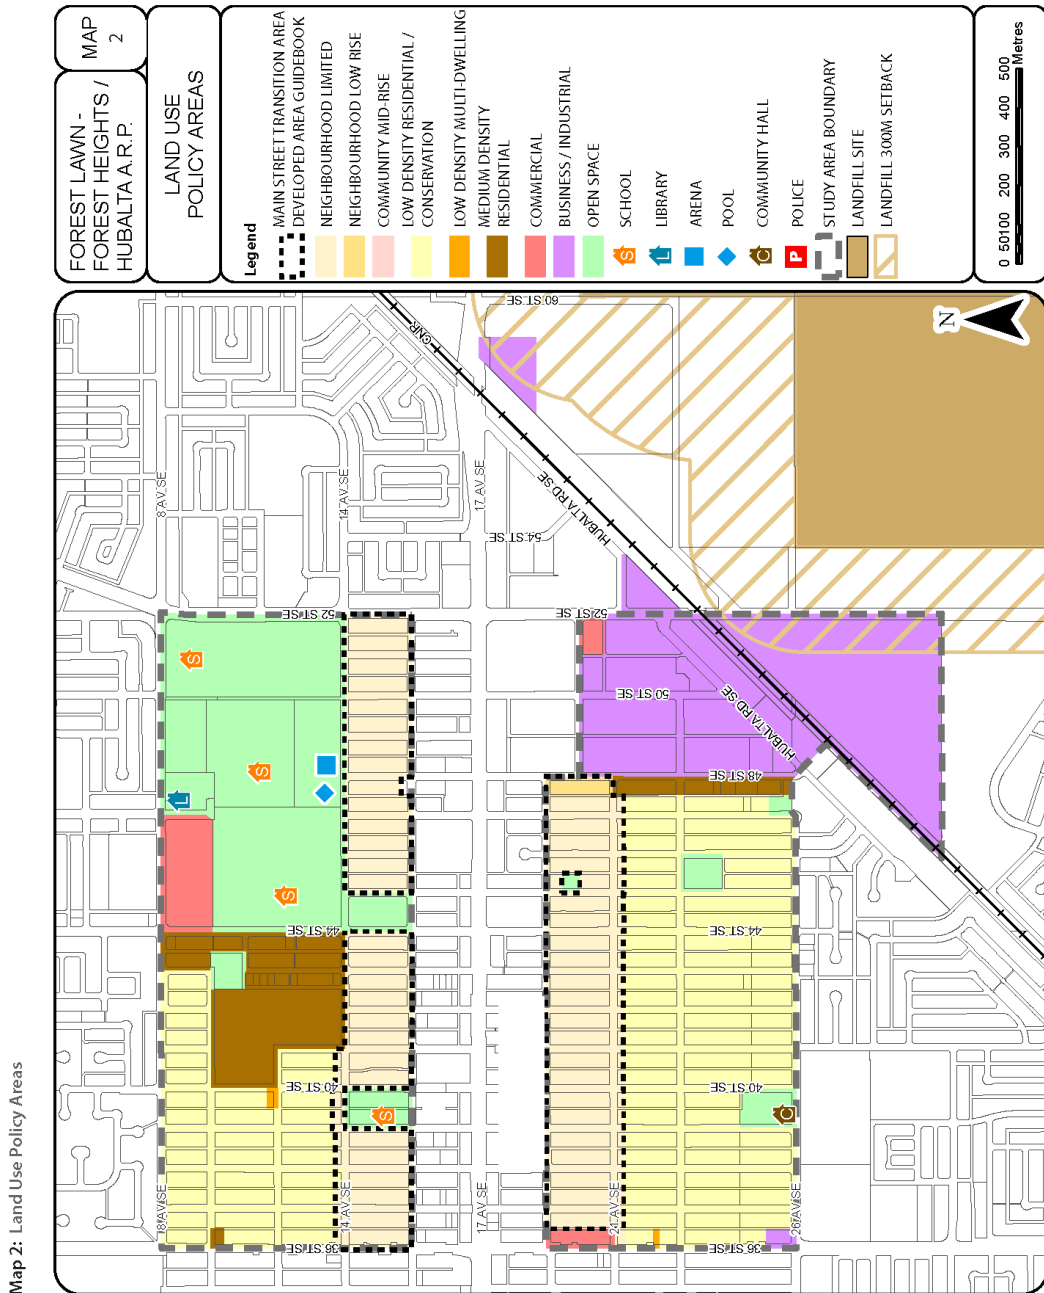 Map 2: Land Use Policy Areas
FOREST LAWN -
FOREST HEIGHTS /
HUBALTA A.R.P.
MAP
2
LAND USE
POLICY AREAS
Legend
MAIN STREET TRANSITION AREA
DEVELOPED AREA GUIDEBOOK
NEIGHBOURHOOD LIMITED
NEIGHBOURHOOD LOW RISE
COMMUNITY MID-RISE
LOW DENSITY RESIDENTIAL /
CONSERVATION
LOW DENSITY MULTI-DWELLING
MEDIUM DENSITY
RESIDENTIAL
COMMERCIAL
BUSINESS / INDUSTRIAL
OPEN SPACE
S SCHOOL
L LIBRARY
ARENA
POOL
C COMMUNITY HALL
P POLICE
STUDY AREA BOUNDARY
LANDFILL SITE
LANDFILL 300M SETBACK
0 50100 200 300 400 500
Metres
8 AV SE
14 AV SE
17 AV SE
60 ST SE
CNR
HUBALTA RD SE
54 ST SE
N
52 ST SE
52 ST SE
S
50 ST SE
HUBALTA RD SE
S
L
48 ST SE
S
44 ST SE
44 ST SE
40 ST SE
40 ST SE
S
C
18 AV SE
14 AV SE
17 AV SE
21 AV SE
26 AV SE
36 ST SE
36 ST SE